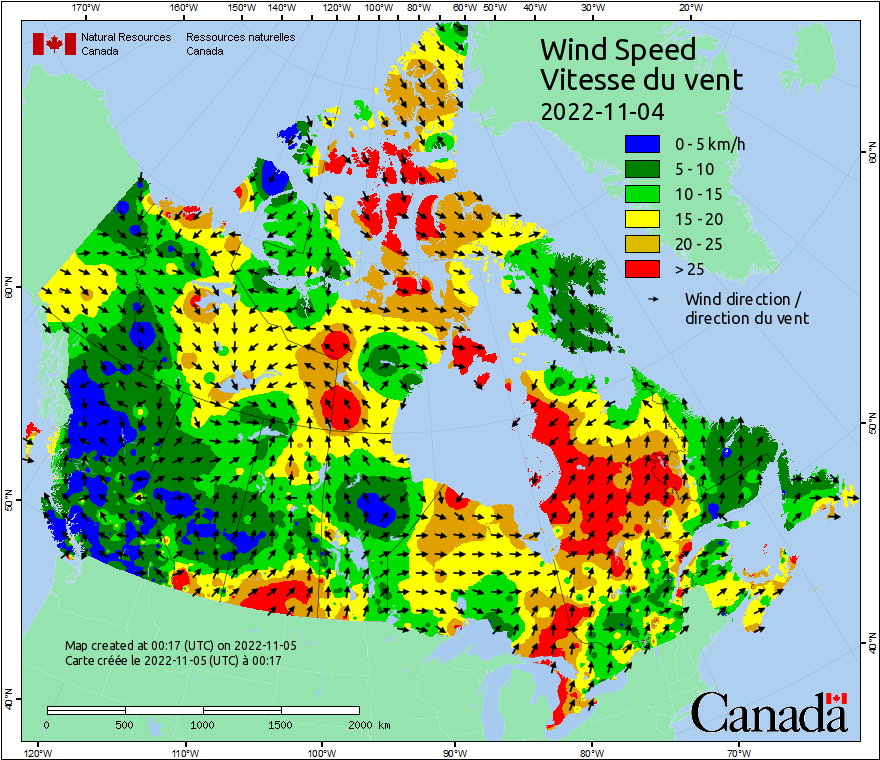 170°W 160°W 150°W 140°W 130°W 120°W 110°W 100°W 90°W 80°W 70°W 60°W 50°W 40°W 30°W 20°W
Natural Resources Ressources naturelles
Canada Canada
Wind Speed
Vitesse du vent
2022-11-04
0 - 5 km/h
5 - 10
10 - 15
15 - 20
20 - 25
> 25
Wind direction /
direction du vent
60°N
60°N
50°N
50°N
40°N
40°N
Map created at 00:17 (UTC) on 2022-11-05
Carte créée le 2022-11-05 (UTC) à 00:17
0 500 1000 1500 2000 km
Canada
120°W 110°W 100°W 90°W 80°W 70°W